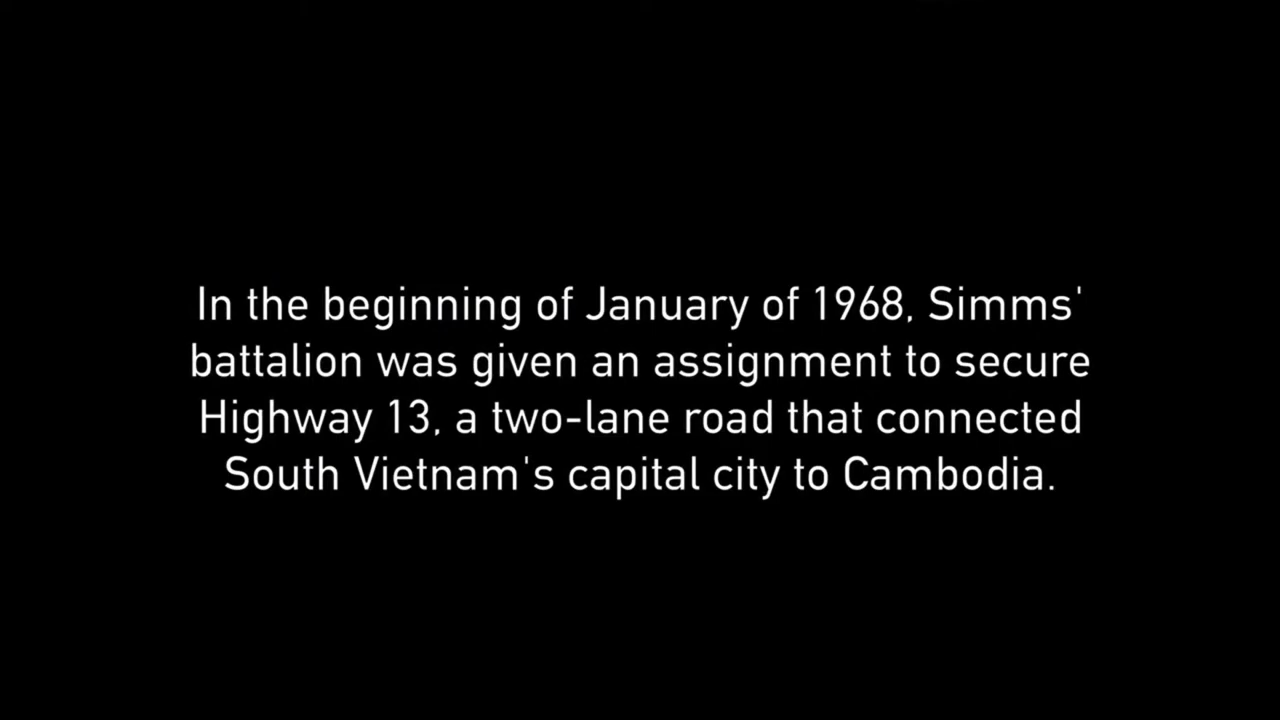 In the beginning of January of 1968, Simms'
battalion was given an assignment to secure
Highway 13, a two-lane road that connected
South Vietnam's capital city to Cambodia.